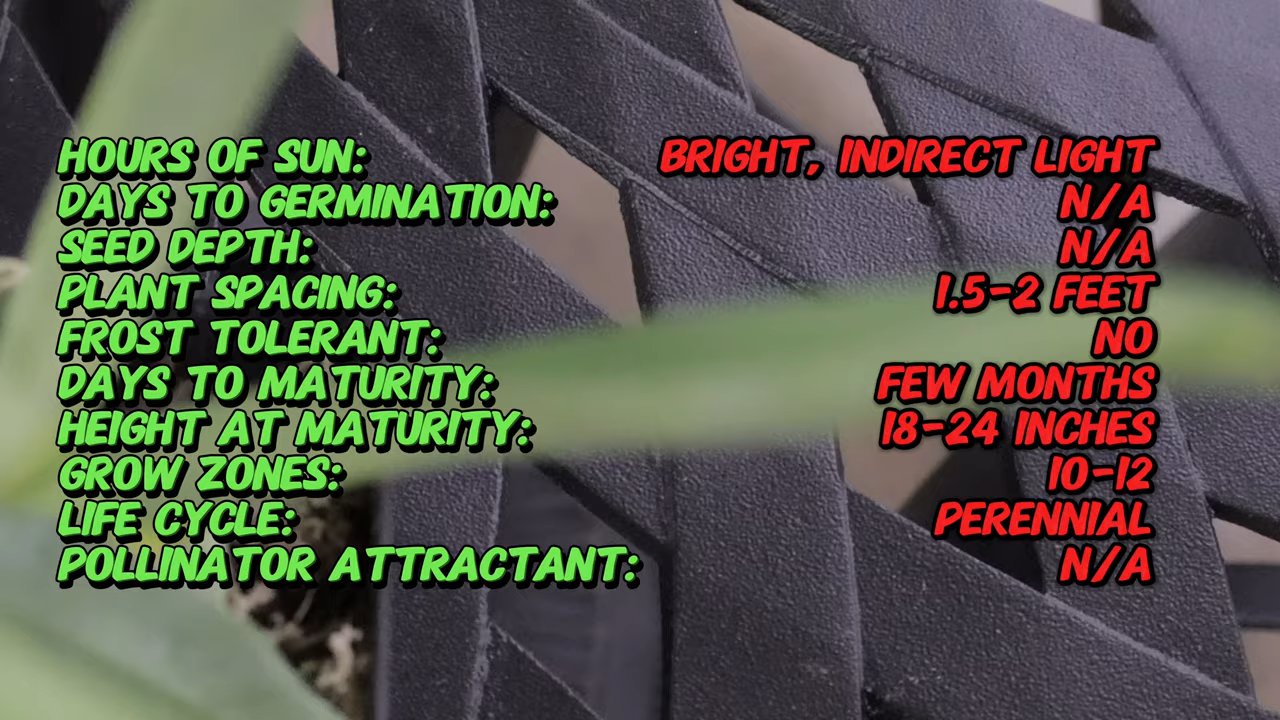 HOURS OF SUN: BRIGHT, INDIRECT LIGHT
DAYS TO GERMINATION: N/A
SEED DEPTH: N/A
PLANT SPACING: 1.5-2 FEET
FROST TOLERANT: NO
DAYS TO MATURITY: FEW MONTHS
HEIGHT AT MATURITY: 18-24 INCHES
GROW ZONES: 10-12
LIFE CYCLE: PERENNIAL
POLLINATOR ATTRACTANT: N/A